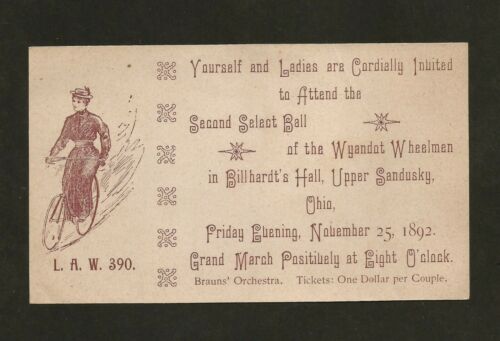 Yourself and Ladies are Cordially Invited
to Attend the
Second Select Ball
of the Wyandot Wheelmen
in Billhardt's Hall, Upper Sandusky,
Ohio,
Friday Evening, November 25, 1892.
Grand March Positively at Eight O'clock.
Brauns' Orchestra. Tickets: One Dollar per Couple.
L. A. W. 390.